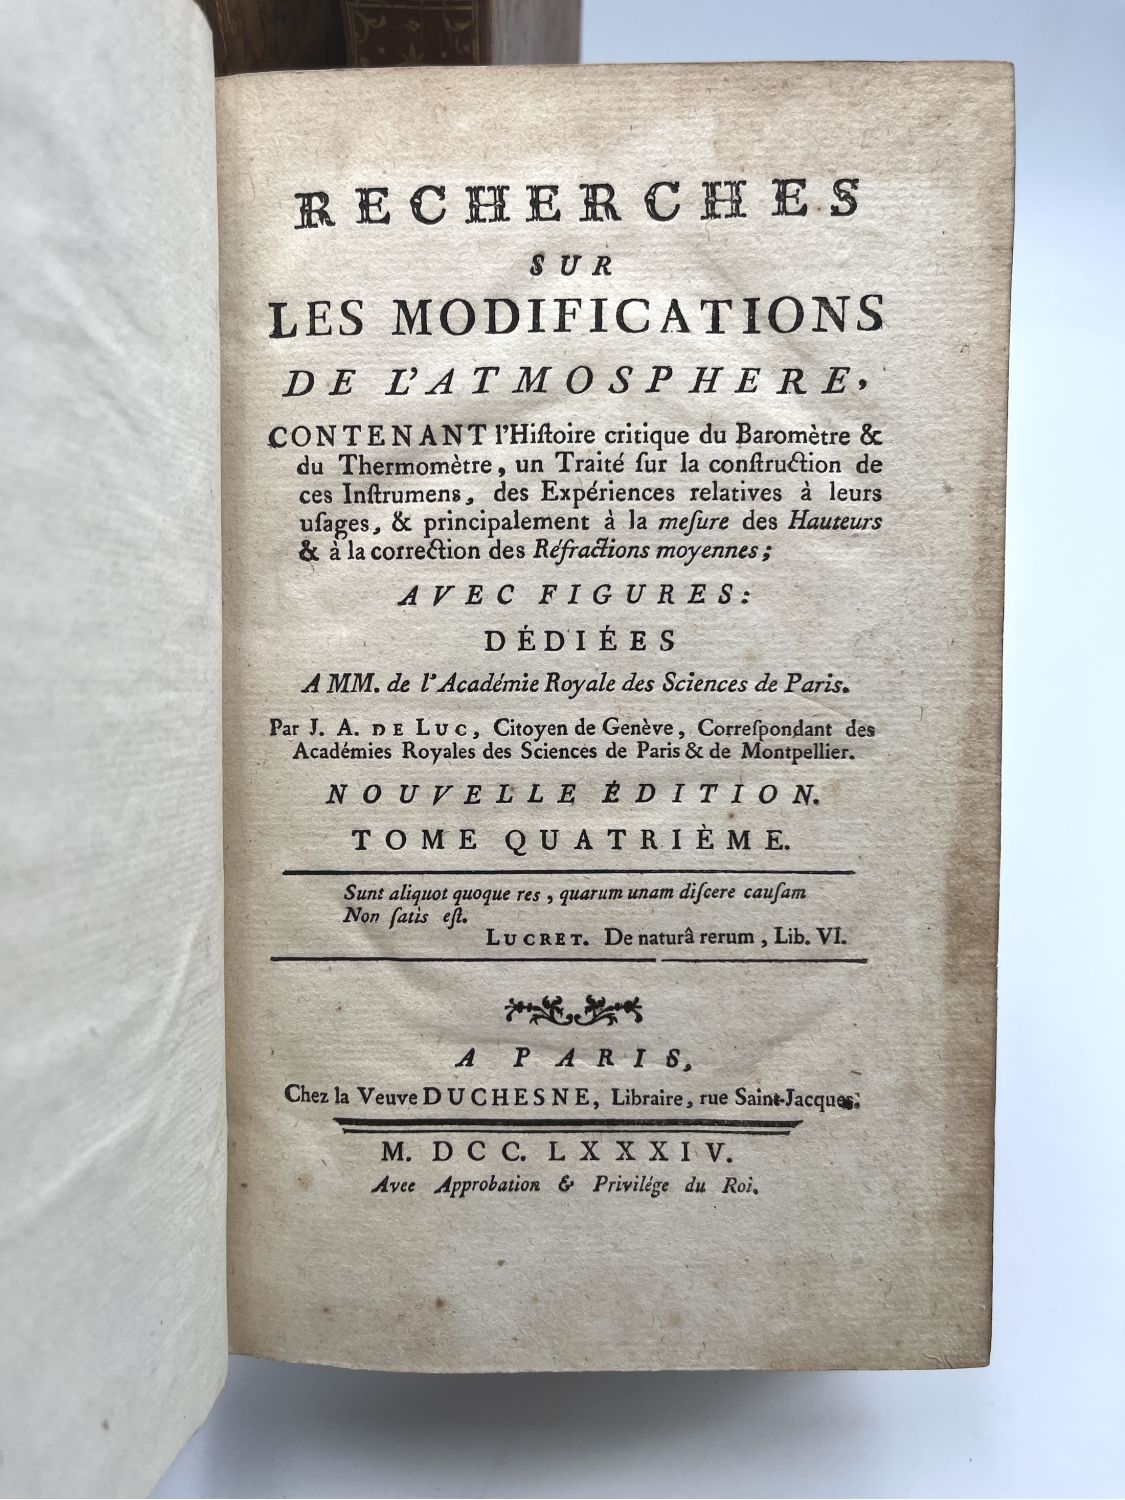 RECHERCHES
SUR
LES MODIFICATIONS
DE L'ATMOSPHERE,
CONTENANT l'Hiſtoire critique du Baromètre &
du Thermomètre, un Traité ſur la conſtruction de
ces Inſtrumens, des Expériences relatives à leurs
uſages, & principalement à la meſure des Hauteurs
& à la correction des Réfractions moyennes;
AVEC FIGURES:
DÉDIÉES
A MM. de l'Académie Royale des Sciences de Paris.
Par J. A. DE LUC, Citoyen de Genève, Correſpondant des
Académies Royales des Sciences de Paris & de Montpellier.
NOUVELLE ÉDITION.
TOME QUATRIÈME.
Sunt aliquot quoque res, quarum unam diſcere cauſam
Non ſatis eſt.
LUCRET. De naturâ rerum, Lib. VI.
A PARIS,
Chez la Veuve DUCHESNE, Libraire, rue Saint-Jacques.
M. DCC. LXXXIV.
Avec Approbation & Privilége du Roi.